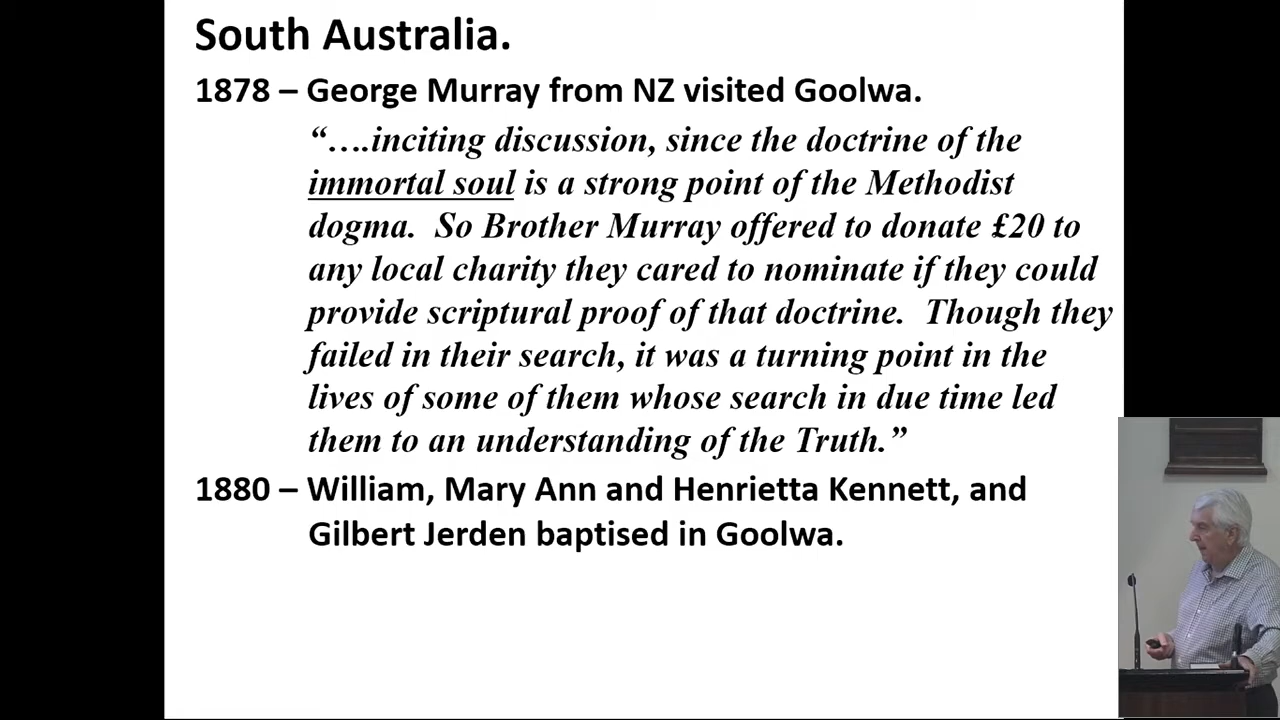 South Australia.
1878 – George Murray from NZ visited Goolwa.
“….inciting discussion, since the doctrine of the
immortal soul is a strong point of the Methodist
dogma.  So Brother Murray offered to donate £20 to
any local charity they cared to nominate if they could
provide scriptural proof of that doctrine.  Though they
failed in their search, it was a turning point in the
lives of some of them whose search in due time led
them to an understanding of the Truth.”
1880 – William, Mary Ann and Henrietta Kennett, and
Gilbert Jerden baptised in Goolwa.